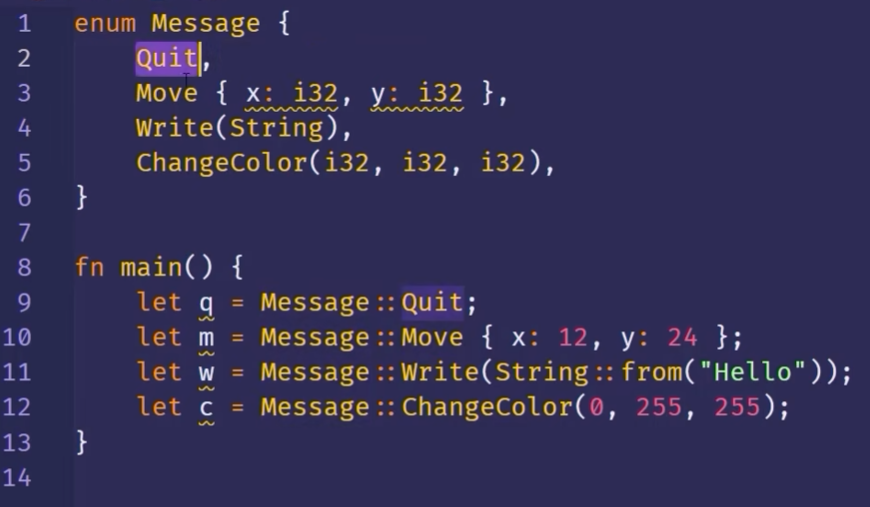 1 enum Message {
2     Quit,
3     Move { x: i32, y: i32 },
4     Write(String),
5     ChangeColor(i32, i32, i32),
6 }
7
8 fn main() {
9     let q = Message::Quit;
10     let m = Message::Move { x: 12, y: 24 };
11     let w = Message::Write(String::from("Hello"));
12     let c = Message::ChangeColor(0, 255, 255);
13 }
14